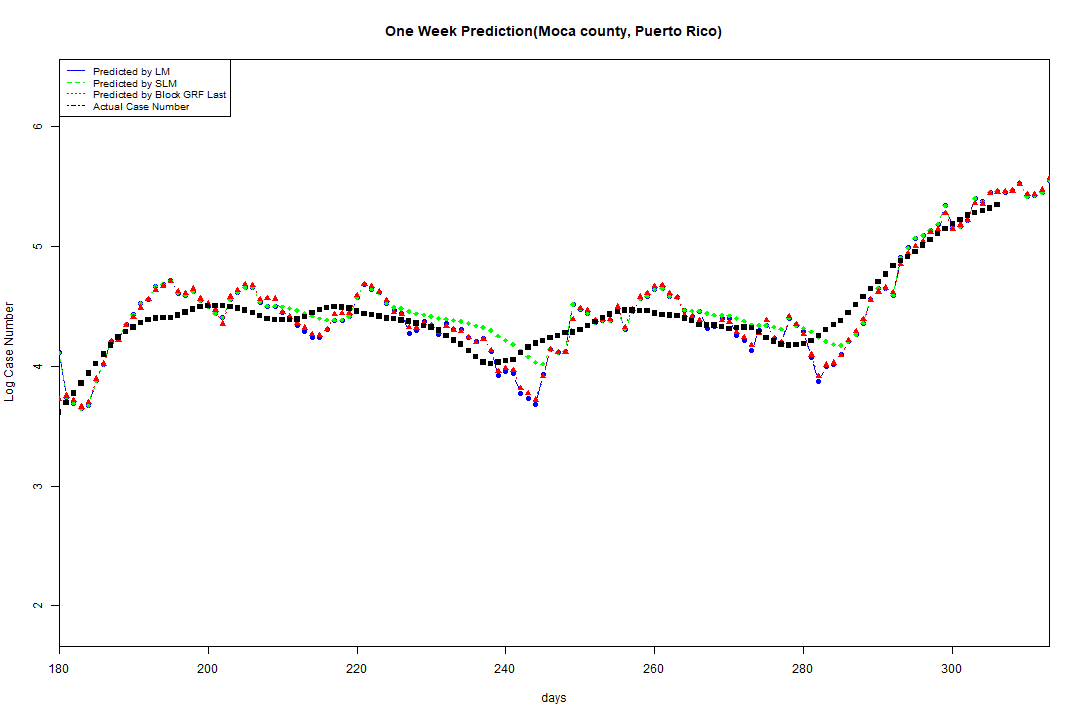 One Week Prediction(Moca county, Puerto Rico)
Predicted by LM
Predicted by SLM
Predicted by Block GRF Last
Actual Case Number
6
5
4
3
2
Log Case Number
180 200 220 240 260 280 300
days